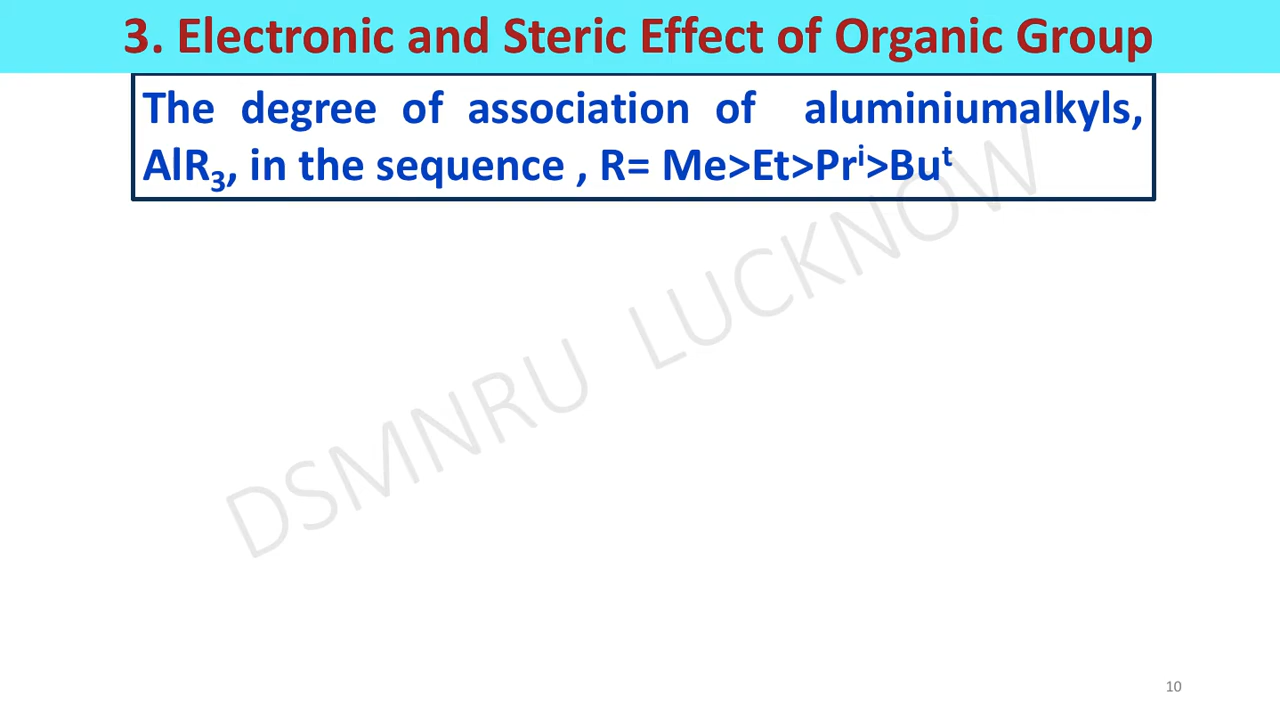 3. Electronic and Steric Effect of Organic Group
The degree of association of aluminiumalkyls,
AlR₃, in the sequence , R= Me>Et>Prⁱ>Buᵗ
DSMNRU LUCKNOW
10